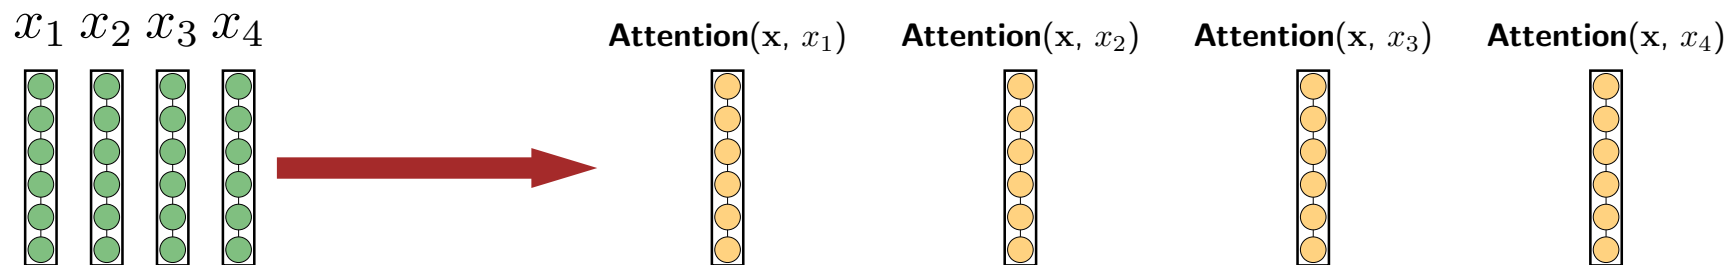 x1 x2 x3 x4 Attention(x, x1) Attention(x, x2) Attention(x, x3) Attention(x, x4)